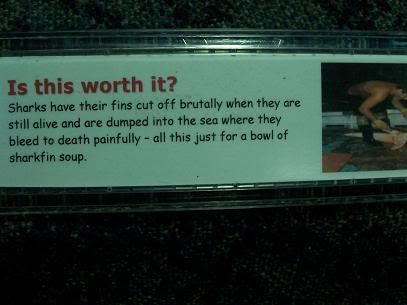 Is this worth it?
Sharks have their fins cut off brutally when they are
still alive and are dumped into the sea where they
bleed to death painfully – all this just for a bowl of
sharkfin soup.